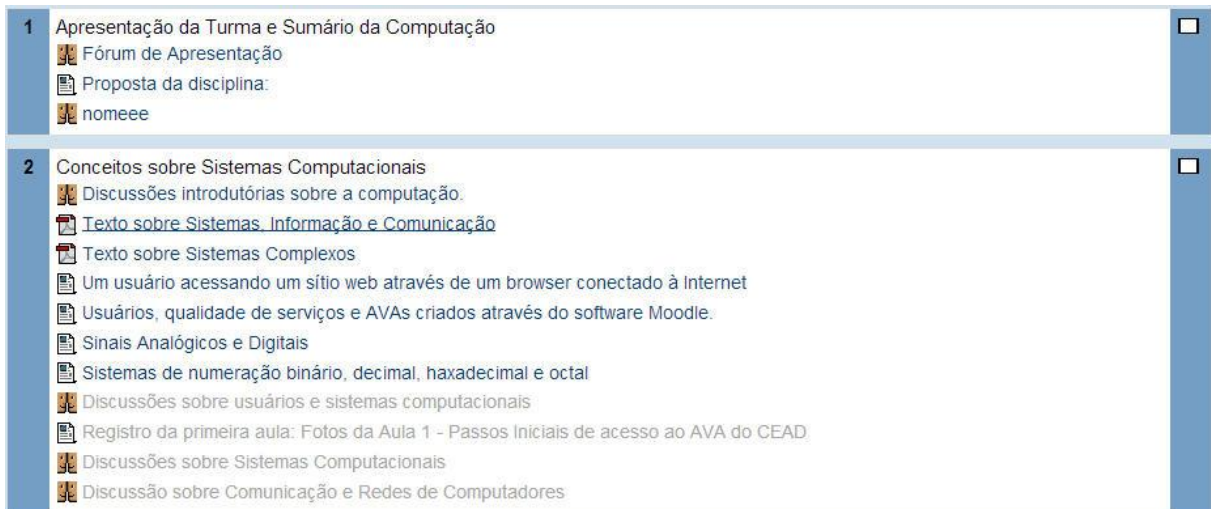 1 Apresentação da Turma e Sumário da Computação
Fórum de Apresentação
Proposta da disciplina:
nomeee
2 Conceitos sobre Sistemas Computacionais
Discussões introdutórias sobre a computação.
Texto sobre Sistemas, Informação e Comunicação
Texto sobre Sistemas Complexos
Um usuário acessando um sítio web através de um browser conectado à Internet
Usuários, qualidade de serviços e AVAs criados através do software Moodle.
Sinais Analógicos e Digitais
Sistemas de numeração binário, decimal, haxadecimal e octal
Discussões sobre usuários e sistemas computacionais
Registro da primeira aula: Fotos da Aula 1 - Passos Iniciais de acesso ao AVA do CEAD
Discussões sobre Sistemas Computacionais
Discussão sobre Comunicação e Redes de Computadores